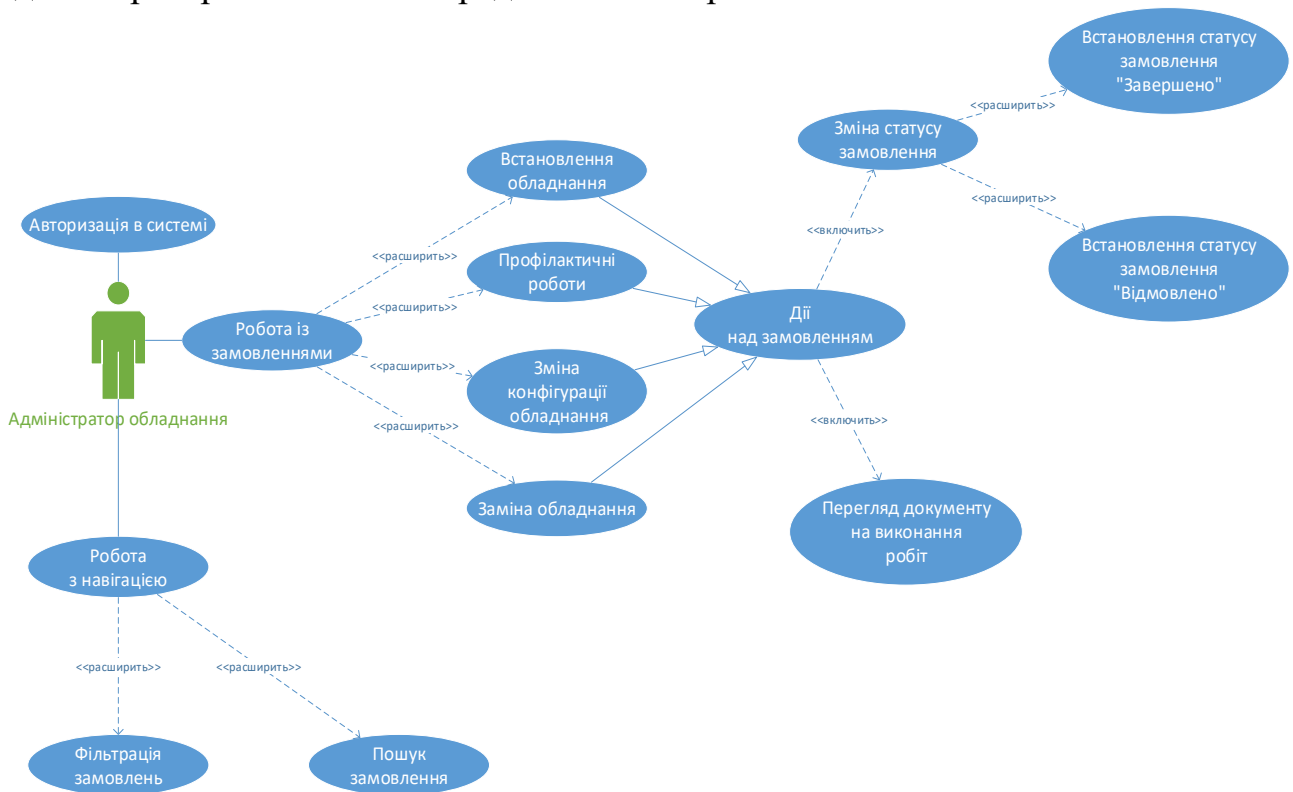 Встановлення статусу
замовлення
"Завершено"
<<расширить>>
Зміна статусу
замовлення
<<расширить>>
Встановлення статусу
замовлення
"Відмовлено"
Встановлення
обладнання
Авторизація в системі
<<включить>>
<<расширить>>
Профілактичні
роботи
<<расширить>>
Дії
над замовленням
Робота із
замовленнями
<<расширить>>
Зміна
конфігурації
обладнання
Адміністратор обладнання
<<расширить>>
<<включить>>
Заміна обладнання
Перегляд документу
на виконання
робіт
Робота
з навігацією
<<расширить>>
<<расширить>>
Фільтрація
замовлень
Пошук
замовлення